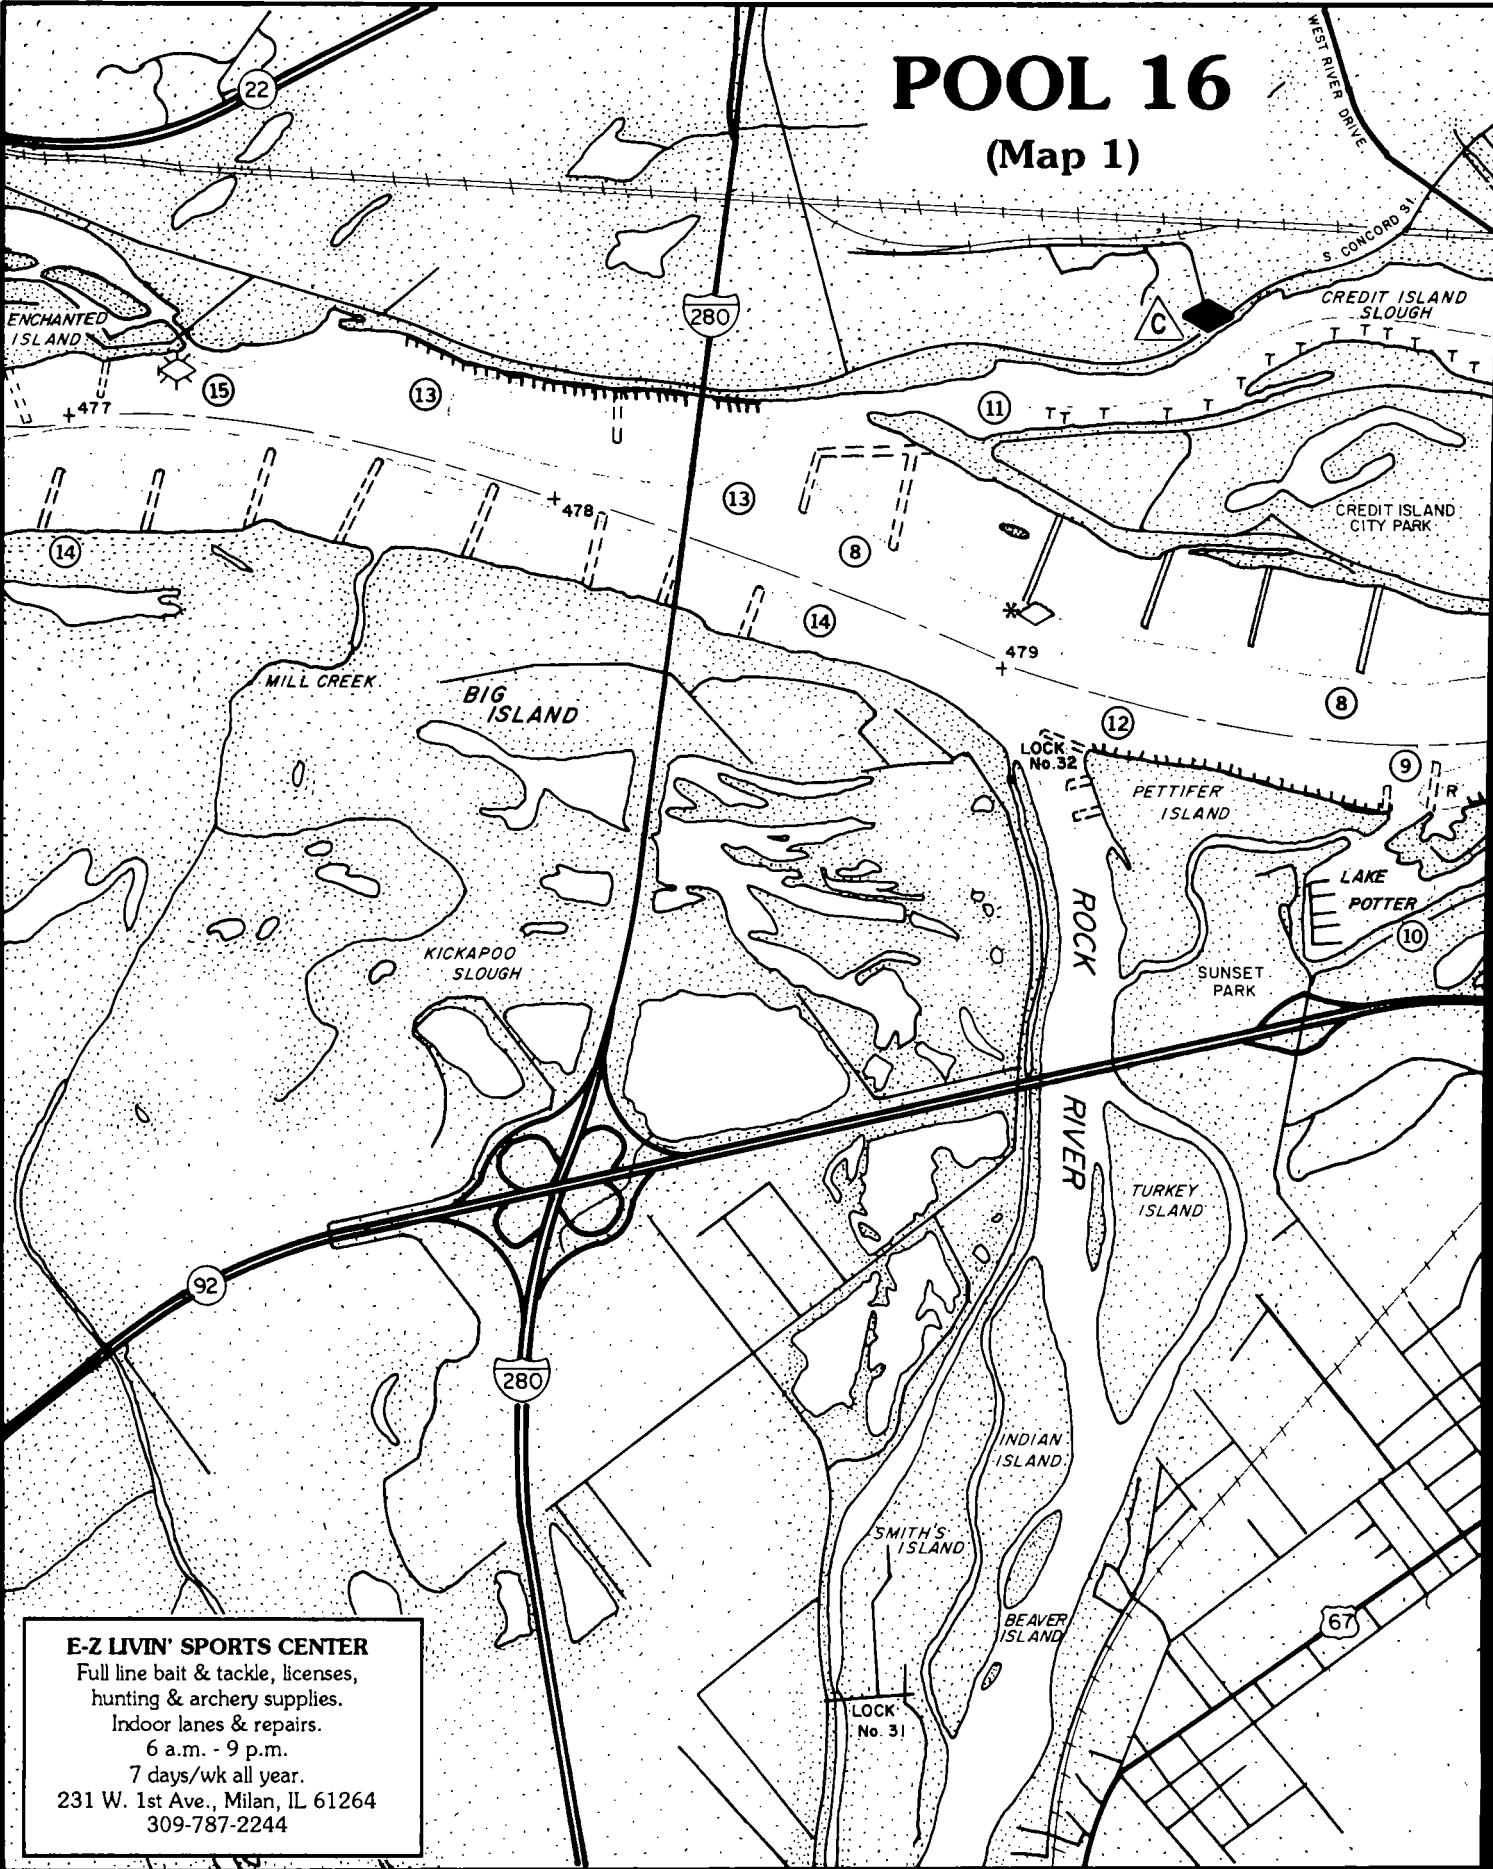 POOL 16
(Map 1)
WEST RIVER DRIVE
22
S CONCORD St
280
C
CREDIT ISLAND
SLOUGH
ENCHANTED
ISLAND
15
13
11
T T T T T T T T T T T T T
477
478
13
8
14
CREDIT ISLAND
CITY PARK
14
479
MILL CREEK
BIG
ISLAND
8
12
LOCK
No. 32
9
R
PETTIFER
ISLAND
LAKE
POTTER
10
ROCK
RIVER
KICKAPOO
SLOUGH
SUNSET
PARK
TURKEY
ISLAND
92
280
INDIAN
ISLAND
SMITH'S
ISLAND
BEAVER
ISLAND
67
LOCK
No. 31
E-Z LIVIN' SPORTS CENTER
Full line bait & tackle, licenses,
hunting & archery supplies.
Indoor lanes & repairs.
6 a.m. - 9 p.m.
7 days/wk all year.
231 W. 1st Ave., Milan, IL 61264
309-787-2244